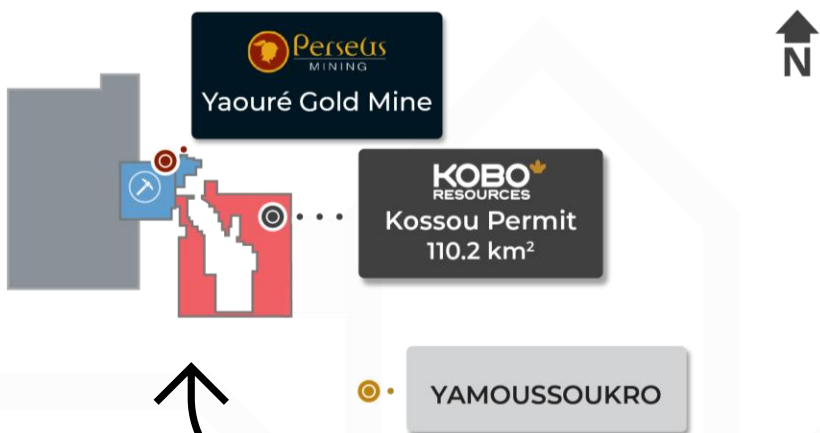 Perseus
MINING
Yaouré Gold Mine
N
KOBO
RESOURCES
Kossou Permit
110.2 km²
YAMOUSSOUKRO